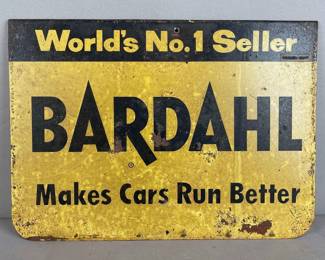 World's No.1 Seller
BARDAHL
®
Makes Cars Run Better